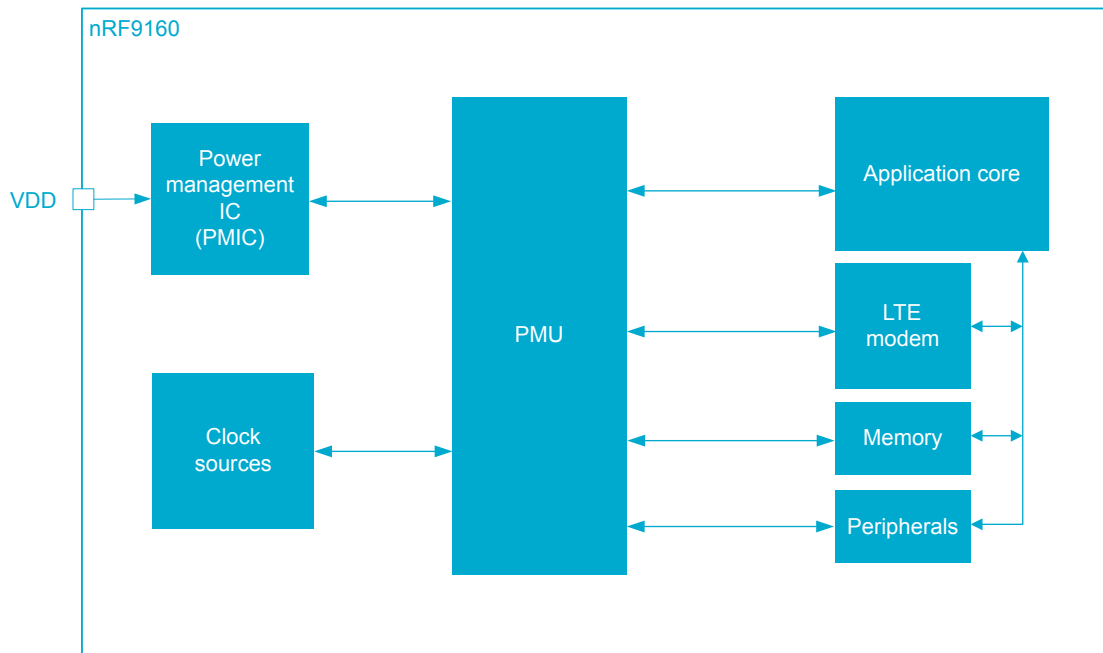 nRF9160
VDD
Power
management
IC
(PMIC)
Clock
sources
PMU
Application core
LTE
modem
Memory
Peripherals